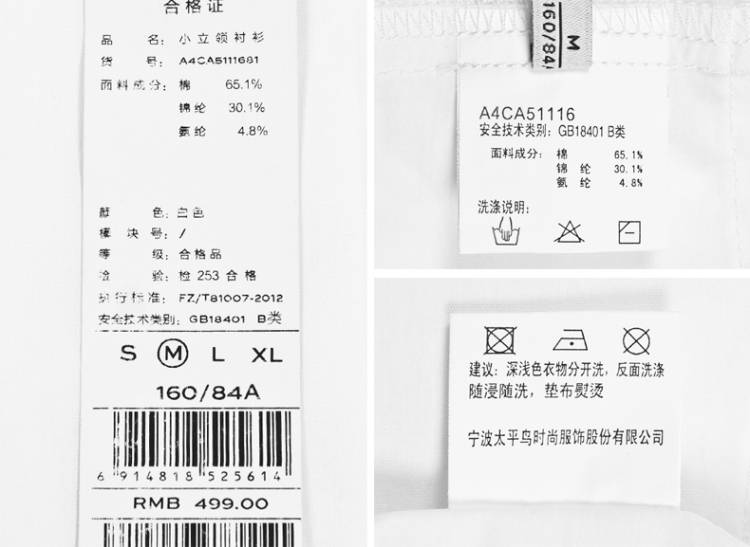 合格证
品 名: 小立领衬衫
货 号: A4CA5111681
面料成分: 棉 65.1%
锦纶 30.1%
氨纶 4.8%
颜 色: 白色
模块号: /
等 级: 合格品
检 验: 检 253 合格
执行标准: FZ/T81007-2012
安全技术类别: GB18401 B类
S M L XL
160/84A
6 914818 525614
RMB 499.00
M
160/84A
A4CA51116
安全技术类别: GB18401 B类
面料成分: 棉 65.1%
锦 纶 30.1%
氨 纶 4.8%
洗涤说明:
建议: 深浅色衣物分开洗, 反面洗涤
随浸随洗, 垫布熨烫
宁波太平鸟时尚服饰股份有限公司